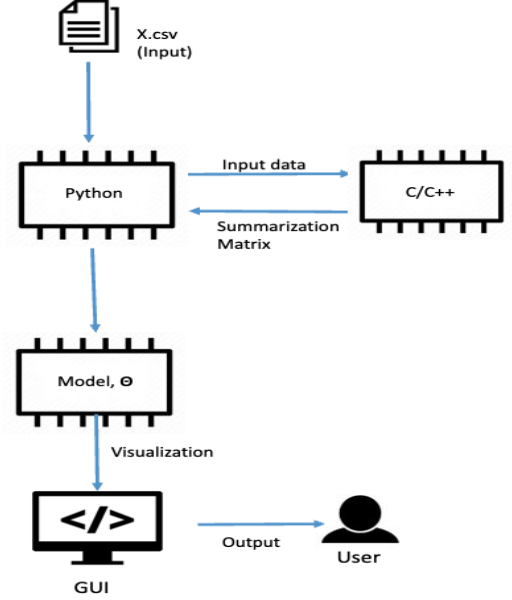 X.csv
(Input)
Input data
Python
C/C++
Summarization
Matrix
Model, Θ
Visualization
</>
Output
User
GUI